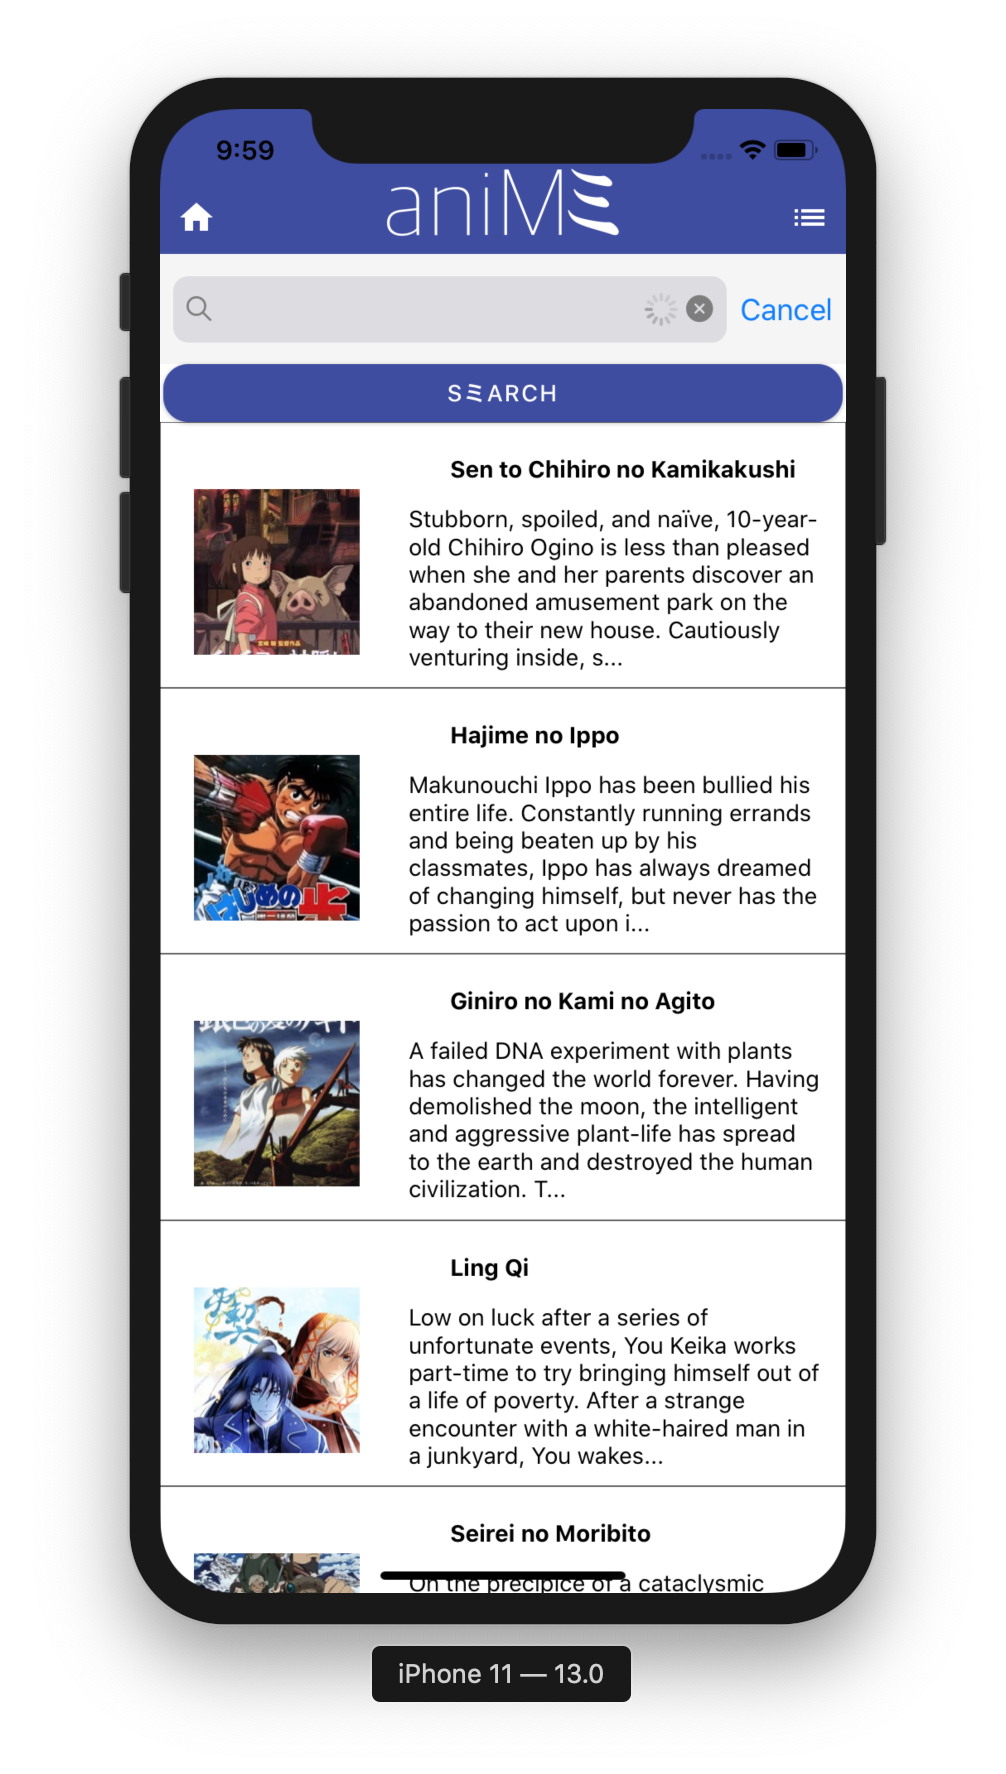 9:59
aniME
Cancel
SEARCH
Sen to Chihiro no Kamikakushi
Stubborn, spoiled, and naïve, 10-year-
old Chihiro Ogino is less than pleased
when she and her parents discover an
abandoned amusement park on the
way to their new house. Cautiously
venturing inside, s...
Hajime no Ippo
Makunouchi Ippo has been bullied his
entire life. Constantly running errands
and being beaten up by his
classmates, Ippo has always dreamed
of changing himself, but never has the
passion to act upon i...
はじめの一歩
Giniro no Kami no Agito
A failed DNA experiment with plants
has changed the world forever. Having
demolished the moon, the intelligent
and aggressive plant-life has spread
to the earth and destroyed the human
civilization. T...
Ling Qi
Low on luck after a series of
unfortunate events, You Keika works
part-time to try bringing himself out of
a life of poverty. After a strange
encounter with a white-haired man in
a junkyard, You wakes...
Seirei no Moribito
On the precipice of a cataclysmic
iPhone 11 — 13.0